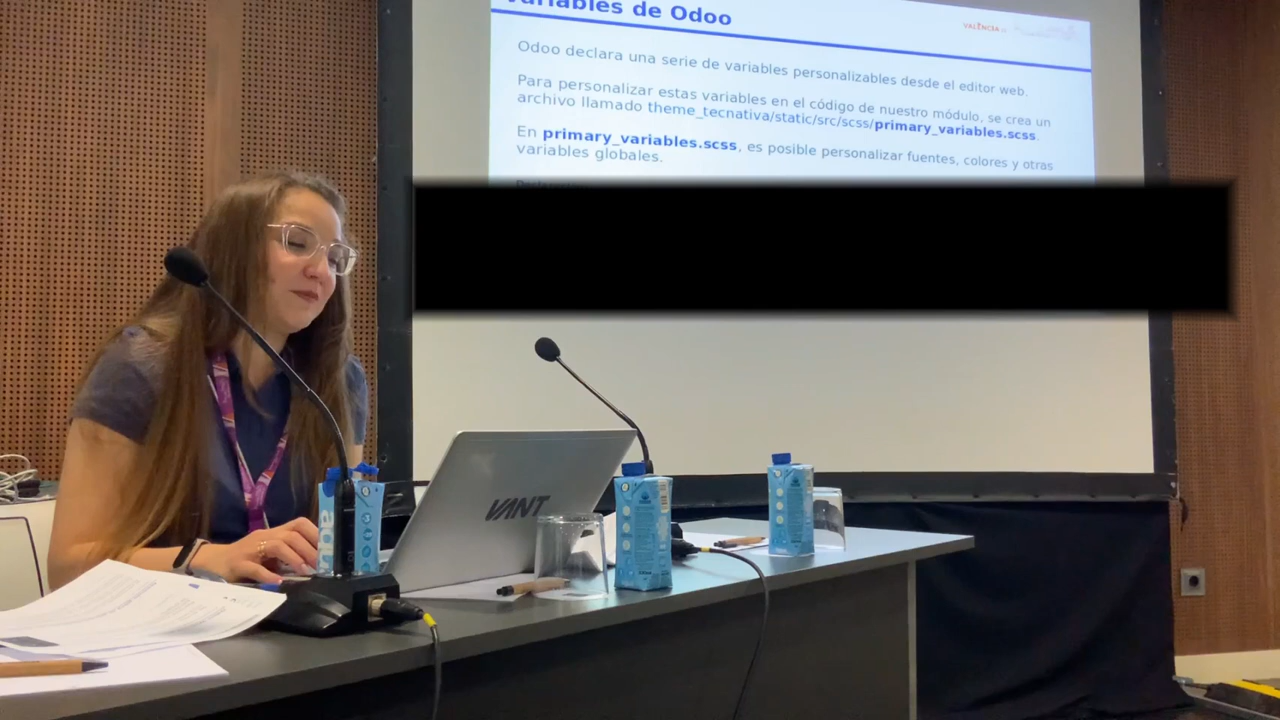 Variables de Odoo
VALÈNCIA
Odoo declara una serie de variables personalizables desde el editor web.
Para personalizar estas variables en el código de nuestro módulo, se crea un
archivo llamado theme_tecnativa/static/src/scss/primary_variables.scss.
En primary_variables.scss, es posible personalizar fuentes, colores y otras
variables globales.
VANT